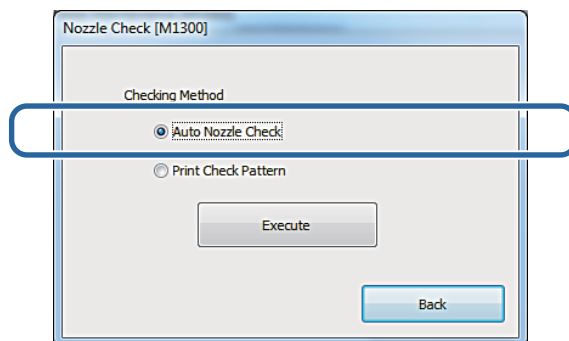 Nozzle Check [M1300]
Checking Method
Auto Nozzle Check
Print Check Pattern
Execute
Back